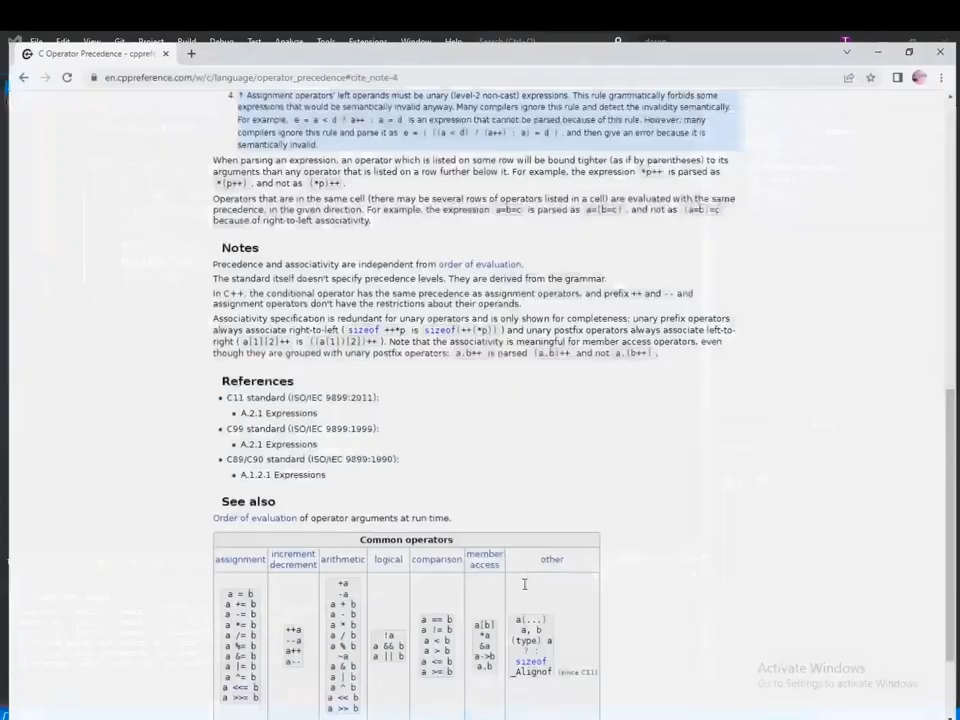 File Edit View Git Project Build Debug Test Analyze Tools Extensions Window Help Search (Ctrl+Q)
C Operator Precedence - cppref
en.cppreference.com/w/c/language/operator_precedence#cite_note-4
4. ↑ Assignment operators' left operands must be unary (level-2 non-cast) expressions. This rule grammatically forbids some
expressions that would be semantically invalid anyway. Many compilers ignore this rule and detect the invalidity semantically.
For example, e = a < d ? a++ : a = d is an expression that cannot be parsed because of this rule. However, many
compilers ignore this rule and parse it as e = ( ((a < d) ? (a++) : a) = d ), and then give an error because it is
semantically invalid.
When parsing an expression, an operator which is listed on some row will be bound tighter (as if by parentheses) to its
arguments than any operator that is listed on a row further below it. For example, the expression *p++ is parsed as
*(p++), and not as (*p)++.
Operators that are in the same cell (there may be several rows of operators listed in a cell) are evaluated with the same
precedence, in the given direction. For example, the expression a=b=c is parsed as a=(b=c), and not as (a=b)=c
because of right-to-left associativity.
Notes
Precedence and associativity are independent from order of evaluation.
The standard itself doesn't specify precedence levels. They are derived from the grammar.
In C++, the conditional operator has the same precedence as assignment operators, and prefix ++ and -- and
assignment operators don't have the restrictions about their operands.
Associativity specification is redundant for unary operators and is only shown for completeness: unary prefix operators
always associate right-to-left ( sizeof ++*p is sizeof(++(*p)) ) and unary postfix operators always associate left-to-
right ( a[1][2]++ is ((a[1])[2])++ ). Note that the associativity is meaningful for member access operators, even
though they are grouped with unary postfix operators: a.b++ is parsed (a.b)++ and not a.(b++).
References
• C11 standard (ISO/IEC 9899:2011):
• A.2.1 Expressions
• C99 standard (ISO/IEC 9899:1999):
• A.2.1 Expressions
• C89/C90 standard (ISO/IEC 9899:1990):
• A.1.2.1 Expressions
See also
Order of evaluation of operator arguments at run time.
Common operators
assignment increment decrement arithmetic logical comparison member access other
a = b
a += b
a -= b
a *= b
a /= b
a %= b
a &= b
a |= b
a ^= b
a <<= b
a >>= b
++a
--a
a++
a--
+a
-a
a + b
a - b
a * b
a / b
a % b
~a
a & b
a | b
a ^ b
a << b
a >> b
!a
a && b
a || b
a == b
a != b
a < b
a > b
a <= b
a >= b
a[b]
*a
&a
a->b
a.b
a(...)
a, b
(type) a
? :
sizeof
_Alignof (since C11)
Activate Windows
Go to Settings to activate Windows.